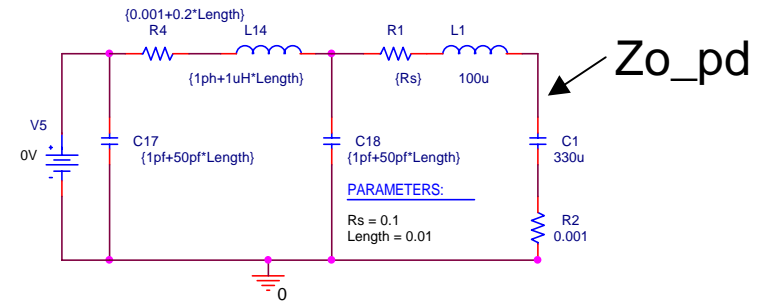 {0.001+0.2*Length}
R4
L14
R1
L1
Zo_pd
{1ph+1uH*Length}
{Rs}
100u
V5
0V
C17
{1pf+50pf*Length}
C18
{1pf+50pf*Length}
C1
330u
PARAMETERS:
Rs = 0.1
Length = 0.01
R2
0.001
0